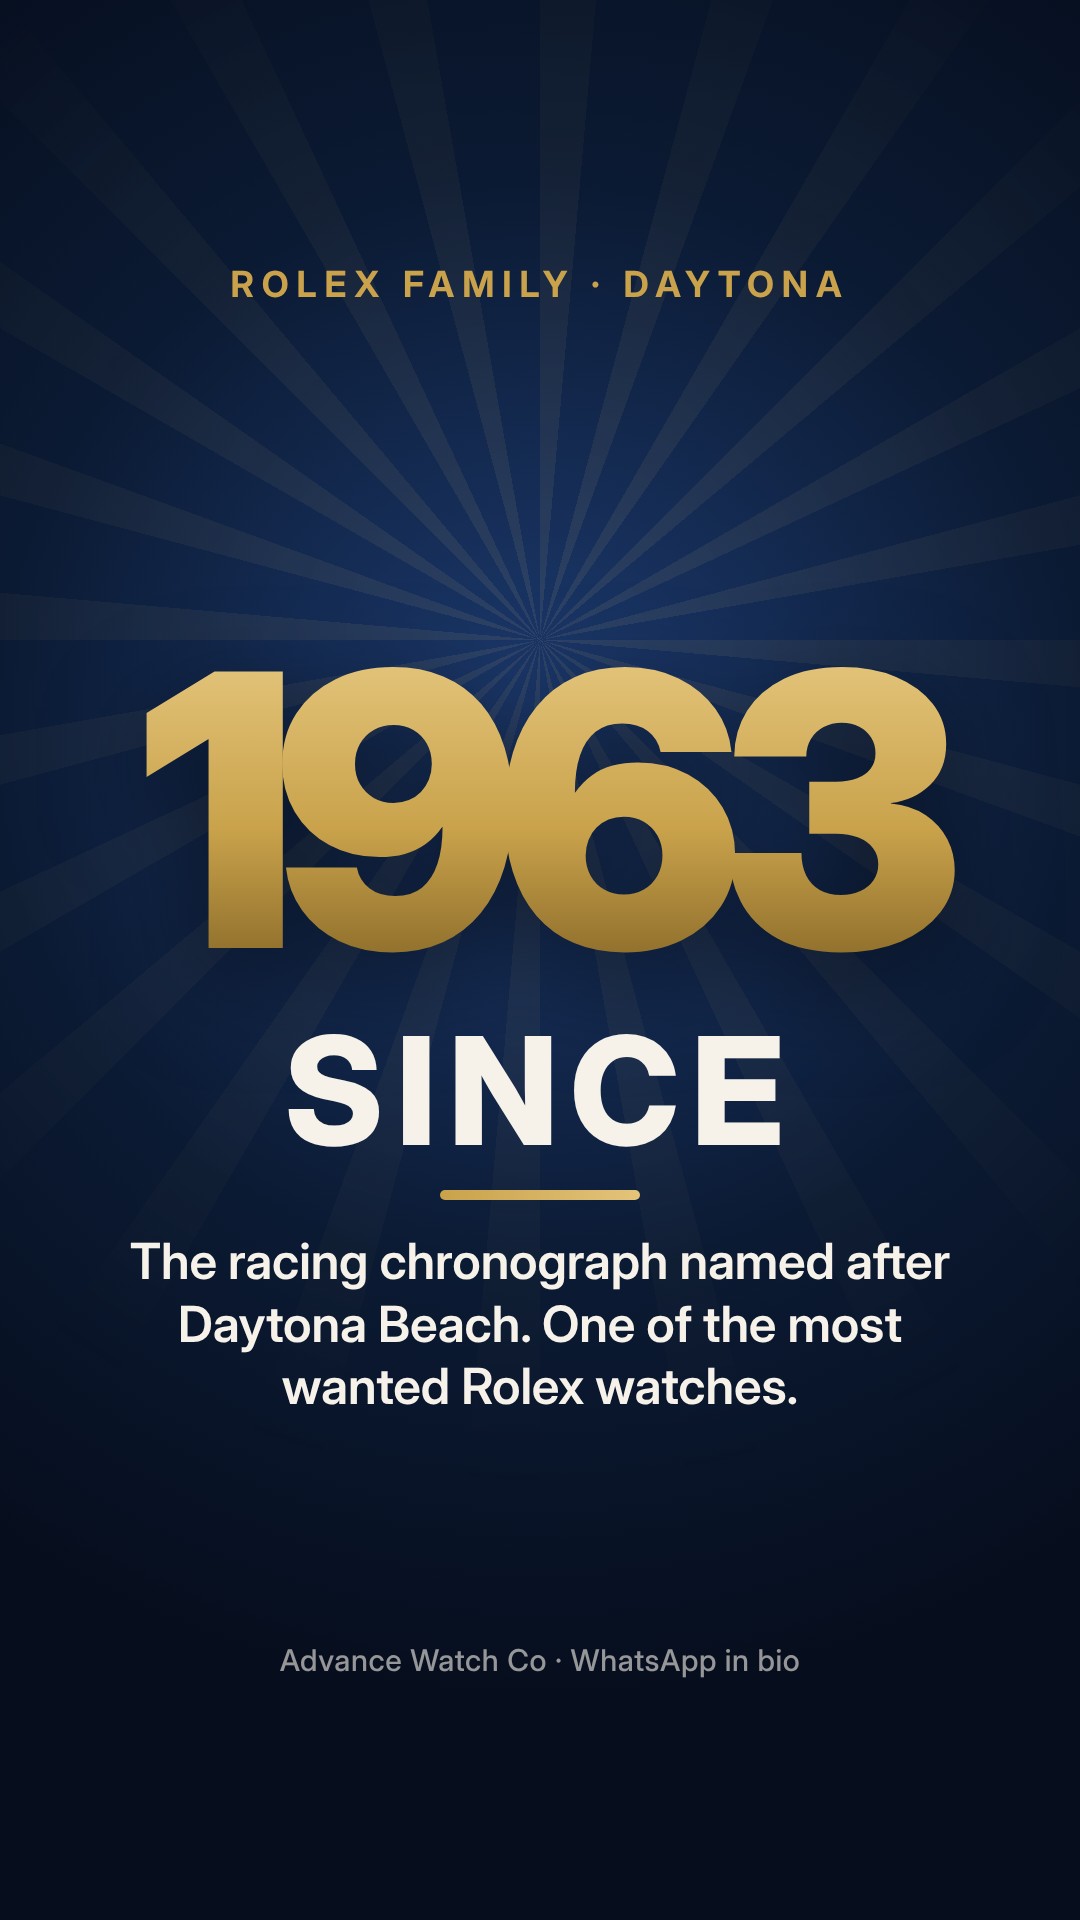 ROLEX FAMILY · DAYTONA
1963
SINCE
The racing chronograph named after
Daytona Beach. One of the most
wanted Rolex watches.
Advance Watch Co · WhatsApp in bio